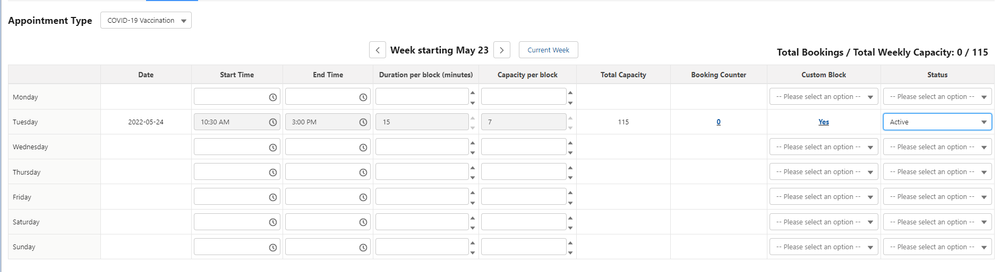 Appointment Type COVID-19 Vaccination
Week starting May 23 Current Week
Total Bookings / Total Weekly Capacity: 0 / 115
Date Start Time End Time Duration per block (minutes) Capacity per block Total Capacity Booking Counter Custom Block Status
Monday -- Please select an option -- -- Please select an option --
Tuesday 2022-05-24 10:30 AM 3:00 PM 15 7 115 0 Yes Active
Wednesday -- Please select an option -- -- Please select an option --
Thursday -- Please select an option -- -- Please select an option --
Friday -- Please select an option -- -- Please select an option --
Saturday -- Please select an option -- -- Please select an option --
Sunday -- Please select an option -- -- Please select an option --